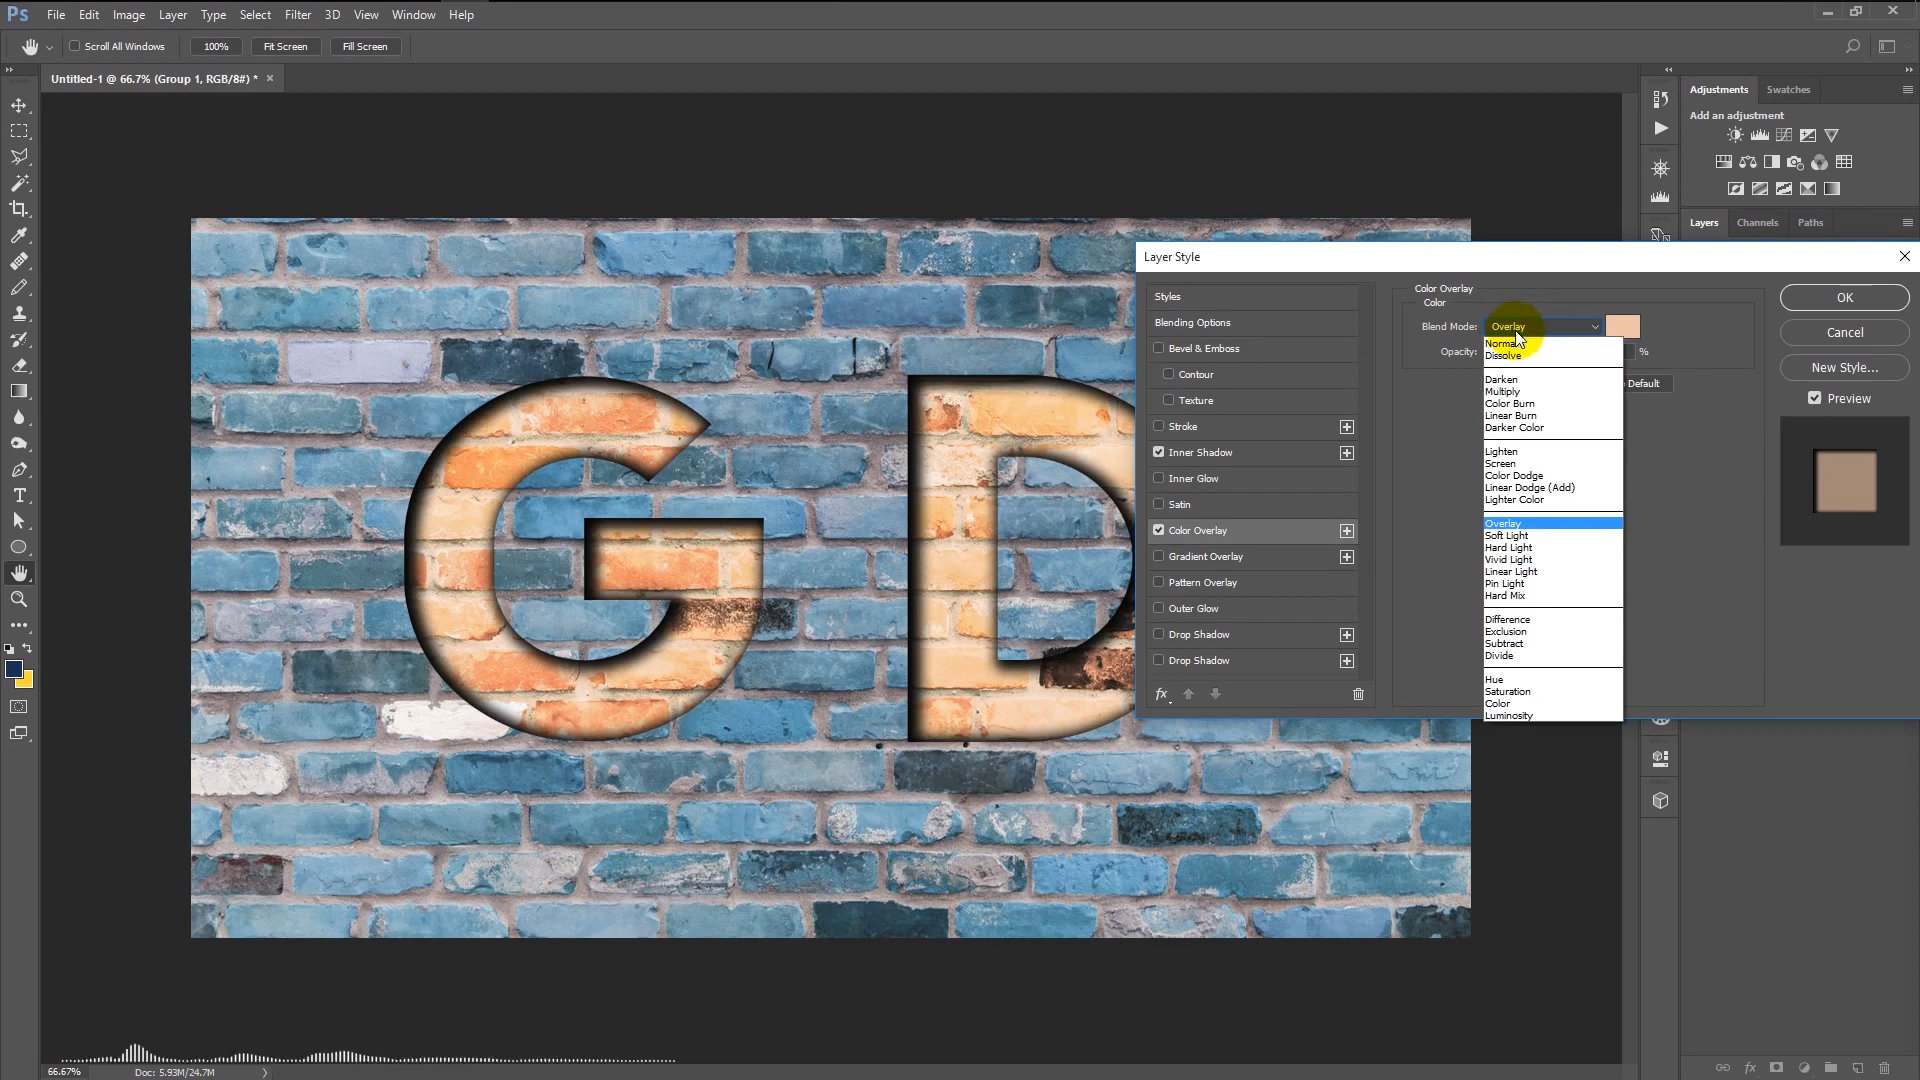 Ps File Edit Image Layer Type Select Filter 3D View Window Help
Scroll All Windows 100% Fit Screen Fill Screen
Untitled-1 @ 66.7% (Group 1, RGB/8#) * ×
Adjustments Swatches
Add an adjustment
Layers Channels Paths
Layer Style
Styles
Blending Options
Bevel & Emboss
Contour
Texture
Stroke
Inner Shadow
Inner Glow
Satin
Color Overlay
Gradient Overlay
Pattern Overlay
Outer Glow
Drop Shadow
Drop Shadow
fx
Color Overlay
Color
Blend Mode: Overlay
Opacity: %
Default
Normal
Dissolve
Darken
Multiply
Color Burn
Linear Burn
Darker Color
Lighten
Screen
Color Dodge
Linear Dodge (Add)
Lighter Color
Overlay
Soft Light
Hard Light
Vivid Light
Linear Light
Pin Light
Hard Mix
Difference
Exclusion
Subtract
Divide
Hue
Saturation
Color
Luminosity
OK
Cancel
New Style...
Preview
G D
66.67% Doc: 5.93M/24.7M
fx